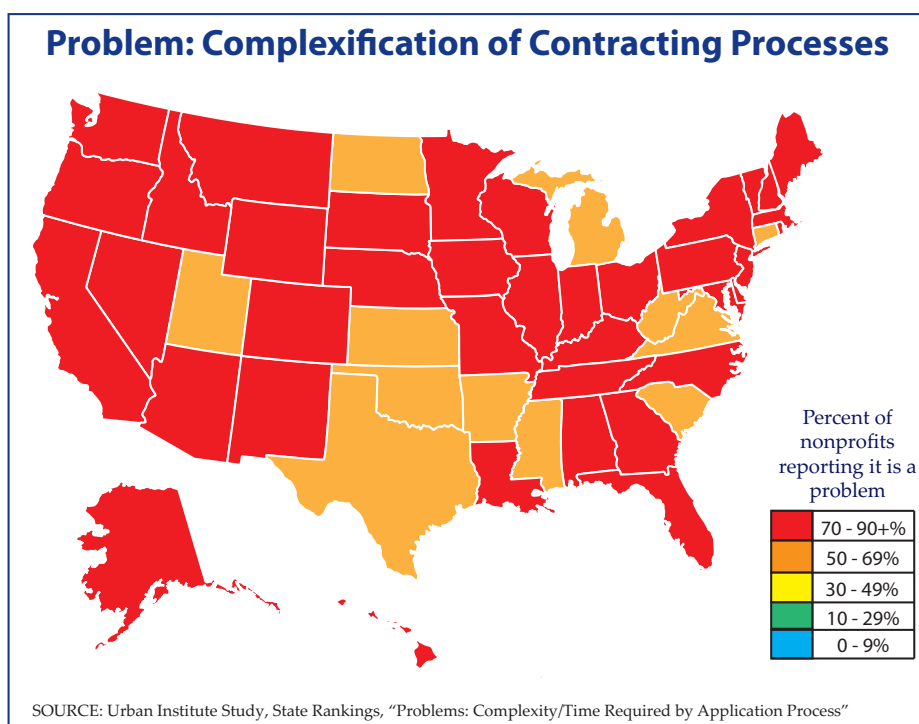 Problem: Complexification of Contracting Processes
Percent of
nonprofits
reporting it is a
problem
70 - 90+%
50 - 69%
30 - 49%
10 - 29%
0 - 9%
SOURCE: Urban Institute Study, State Rankings, “Problems: Complexity/Time Required by Application Process”